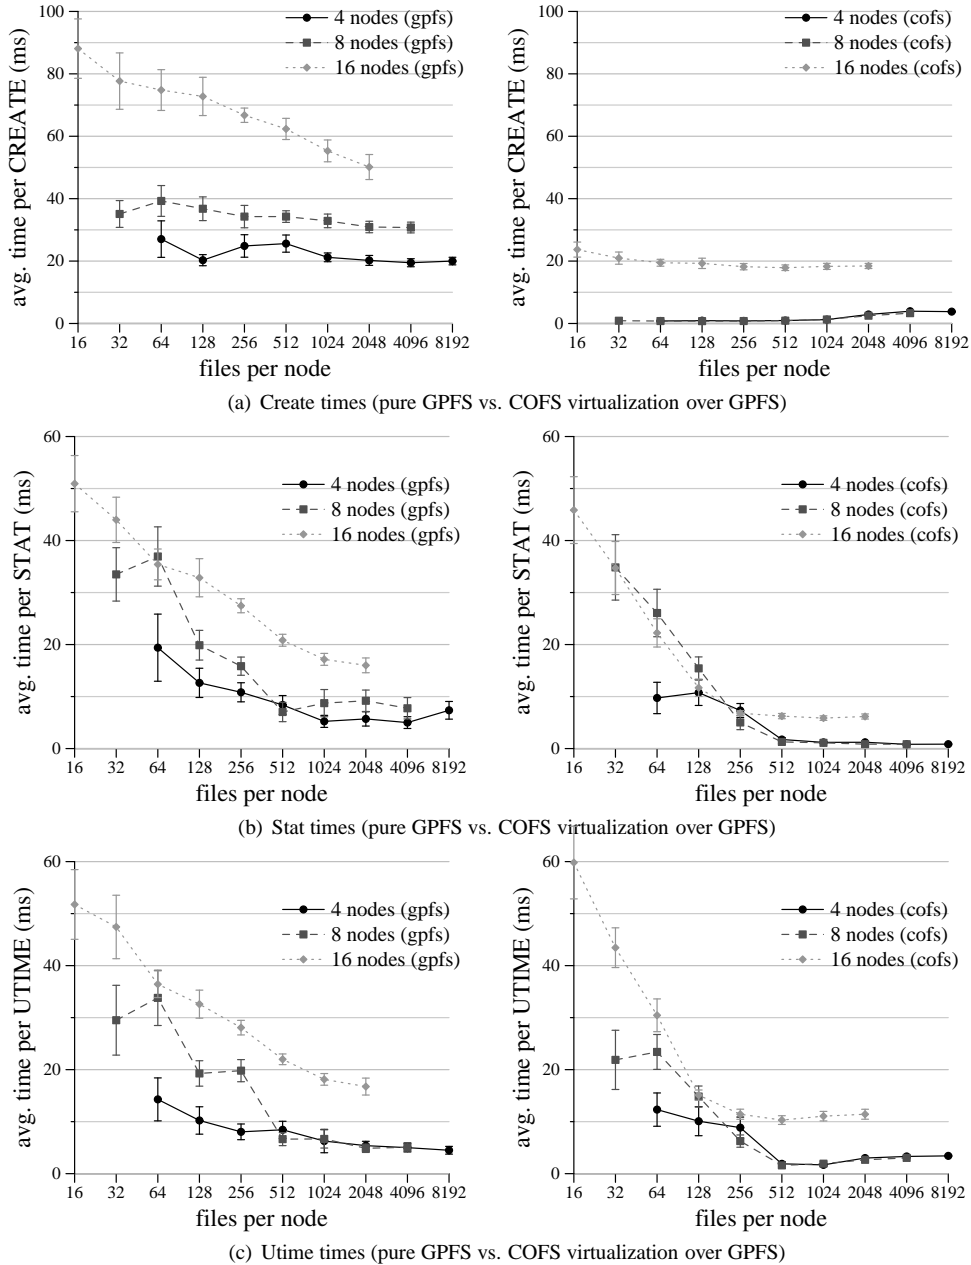 100
80
60
40
20
0
avg. time per CREATE (ms)
4 nodes (gpfs)
8 nodes (gpfs)
16 nodes (gpfs)
16 32 64 128 256 512 1024 2048 4096 8192
files per node
100
80
60
40
20
0
avg. time per CREATE (ms)
4 nodes (cofs)
8 nodes (cofs)
16 nodes (cofs)
16 32 64 128 256 512 1024 2048 4096 8192
files per node
(a) Create times (pure GPFS vs. COFS virtualization over GPFS)
60
40
20
0
avg. time per STAT (ms)
4 nodes (gpfs)
8 nodes (gpfs)
16 nodes (gpfs)
16 32 64 128 256 512 1024 2048 4096 8192
files per node
60
40
20
0
avg. time per STAT (ms)
4 nodes (cofs)
8 nodes (cofs)
16 nodes (cofs)
16 32 64 128 256 512 1024 2048 4096 8192
files per node
(b) Stat times (pure GPFS vs. COFS virtualization over GPFS)
60
40
20
0
avg. time per UTIME (ms)
4 nodes (gpfs)
8 nodes (gpfs)
16 nodes (gpfs)
16 32 64 128 256 512 1024 2048 4096 8192
files per node
60
40
20
0
avg. time per UTIME (ms)
4 nodes (cofs)
8 nodes (cofs)
16 nodes (cofs)
16 32 64 128 256 512 1024 2048 4096 8192
files per node
(c) Utime times (pure GPFS vs. COFS virtualization over GPFS)